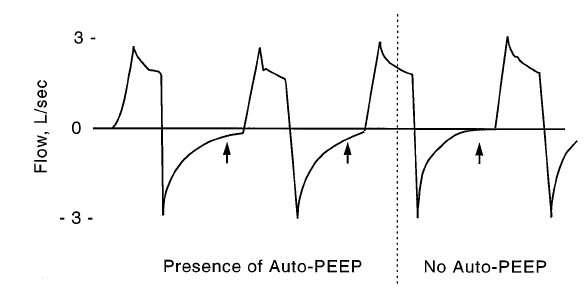 3 -
Flow, L/sec
0
- 3 -
Presence of Auto-PEEP
No Auto-PEEP